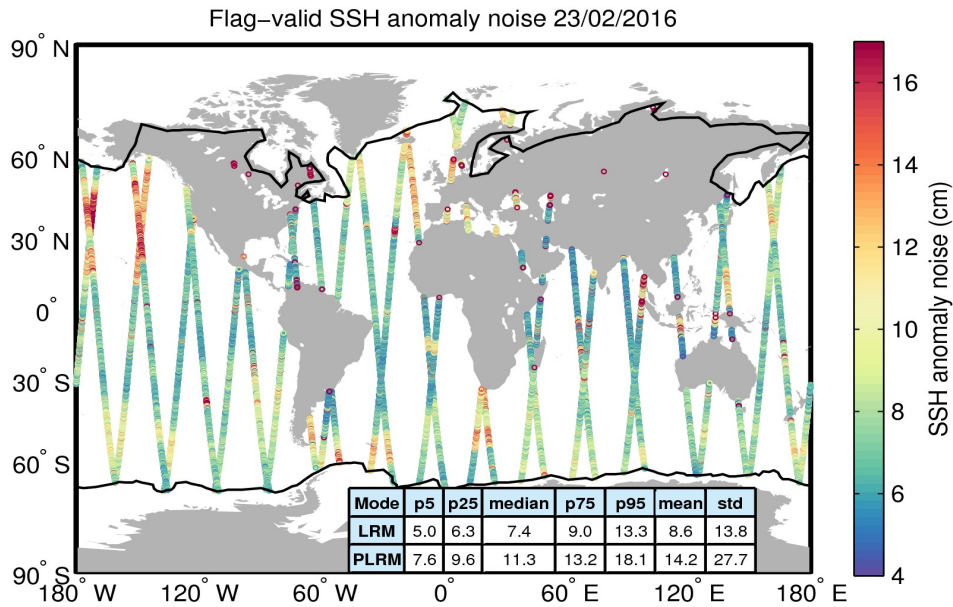 Flag−valid SSH anomaly noise 23/02/2016
90° N
60° N
30° N
0°
30° S
60° S
90° S
180° W
120° W
60° W
0°
60° E
120° E
180° E
Mode p5 p25 median p75 p95 mean std
LRM 5.0 6.3 7.4 9.0 13.3 8.6 13.8
PLRM 7.6 9.6 11.3 13.2 18.1 14.2 27.7
16
14
12
10
8
6
4
SSH anomaly noise (cm)